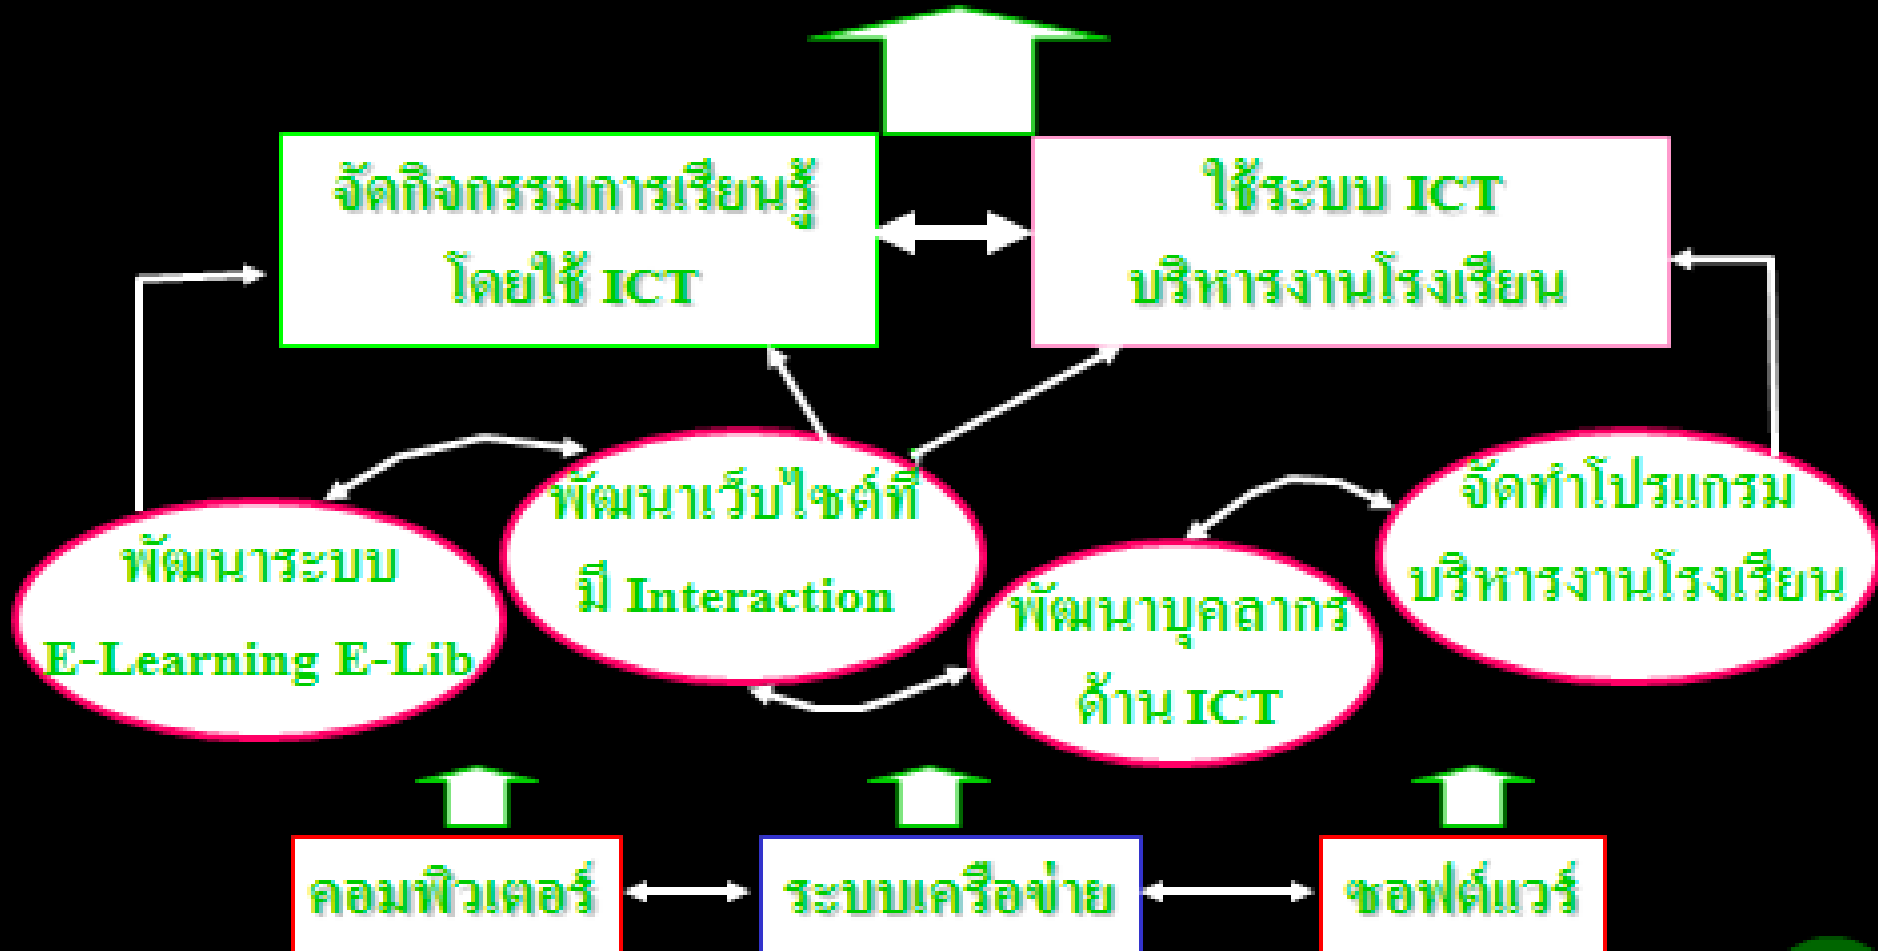 จัดกิจกรรมการเรียนรู้
โดยใช้ ICT
ใช้ระบบ ICT
บริหารงานโรงเรียน
พัฒนาระบบ
E-Learning E-Lib
พัฒนาเว็บไซต์ที่
มี Interaction
พัฒนาบุคลากร
ด้าน ICT
จัดทำโปรแกรม
บริหารงานโรงเรียน
คอมพิวเตอร์
ระบบเครือข่าย
ซอฟต์แวร์